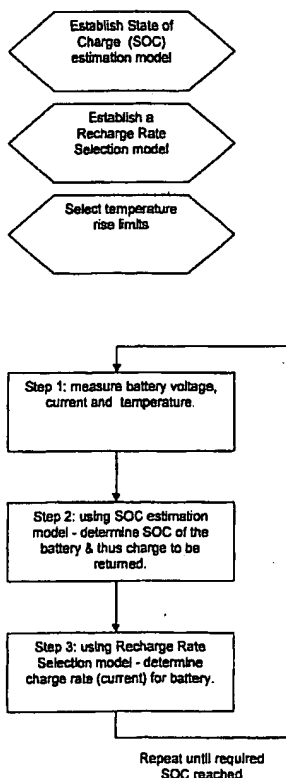 Establish State of
Charge (SOC)
estimation model
Establish a
Recharge Rate
Selection model
Select temperature
rise limits
Step 1: measure battery voltage,
current and temperature.
Step 2: using SOC estimation
model - determine SOC of the
battery & thus charge to be
returned.
Step 3: using Recharge Rate
Selection model - determine
charge rate (current) for battery.
Repeat until required
SOC reached